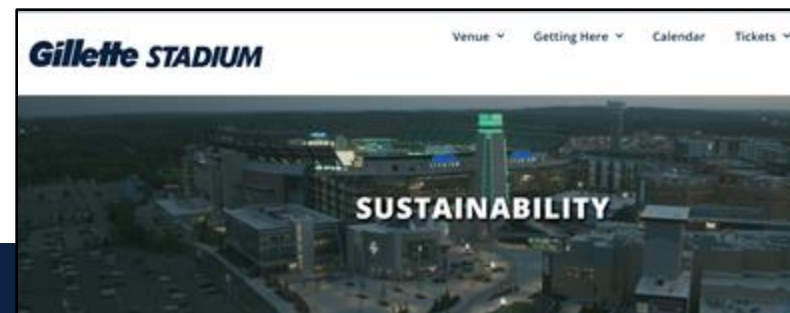 Gillette STADIUM
Venue Getting Here Calendar Tickets
SUSTAINABILITY